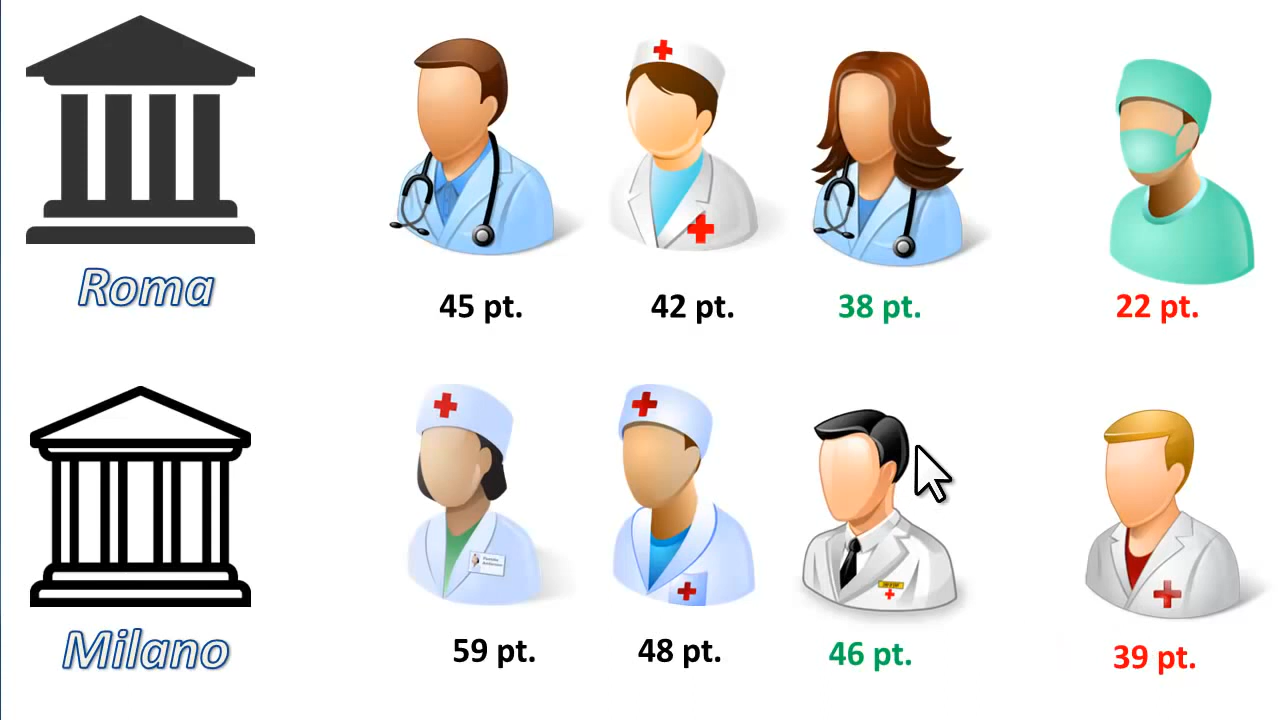 Roma
45 pt.
42 pt.
38 pt.
22 pt.
Milano
59 pt.
48 pt.
46 pt.
39 pt.